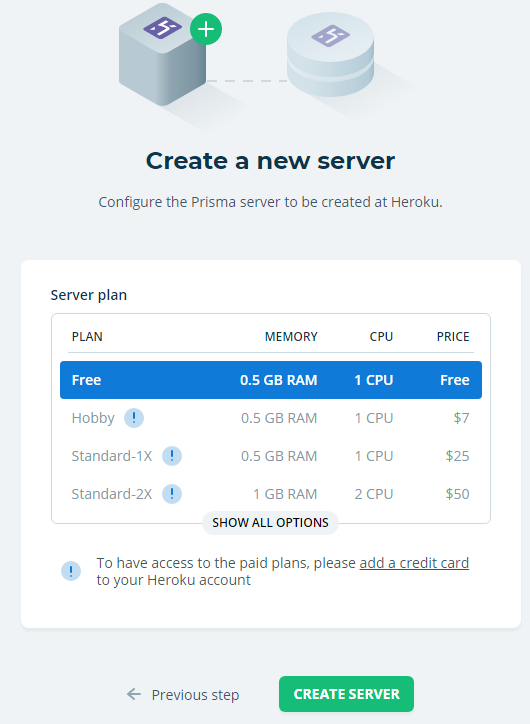 Create a new server
Configure the Prisma server to be created at Heroku.
Server plan
PLAN MEMORY CPU PRICE
Free 0.5 GB RAM 1 CPU Free
Hobby ! 0.5 GB RAM 1 CPU $7
Standard-1X ! 0.5 GB RAM 1 CPU $25
Standard-2X ! 1 GB RAM 2 CPU $50
SHOW ALL OPTIONS
! To have access to the paid plans, please add a credit card
to your Heroku account
Previous step CREATE SERVER